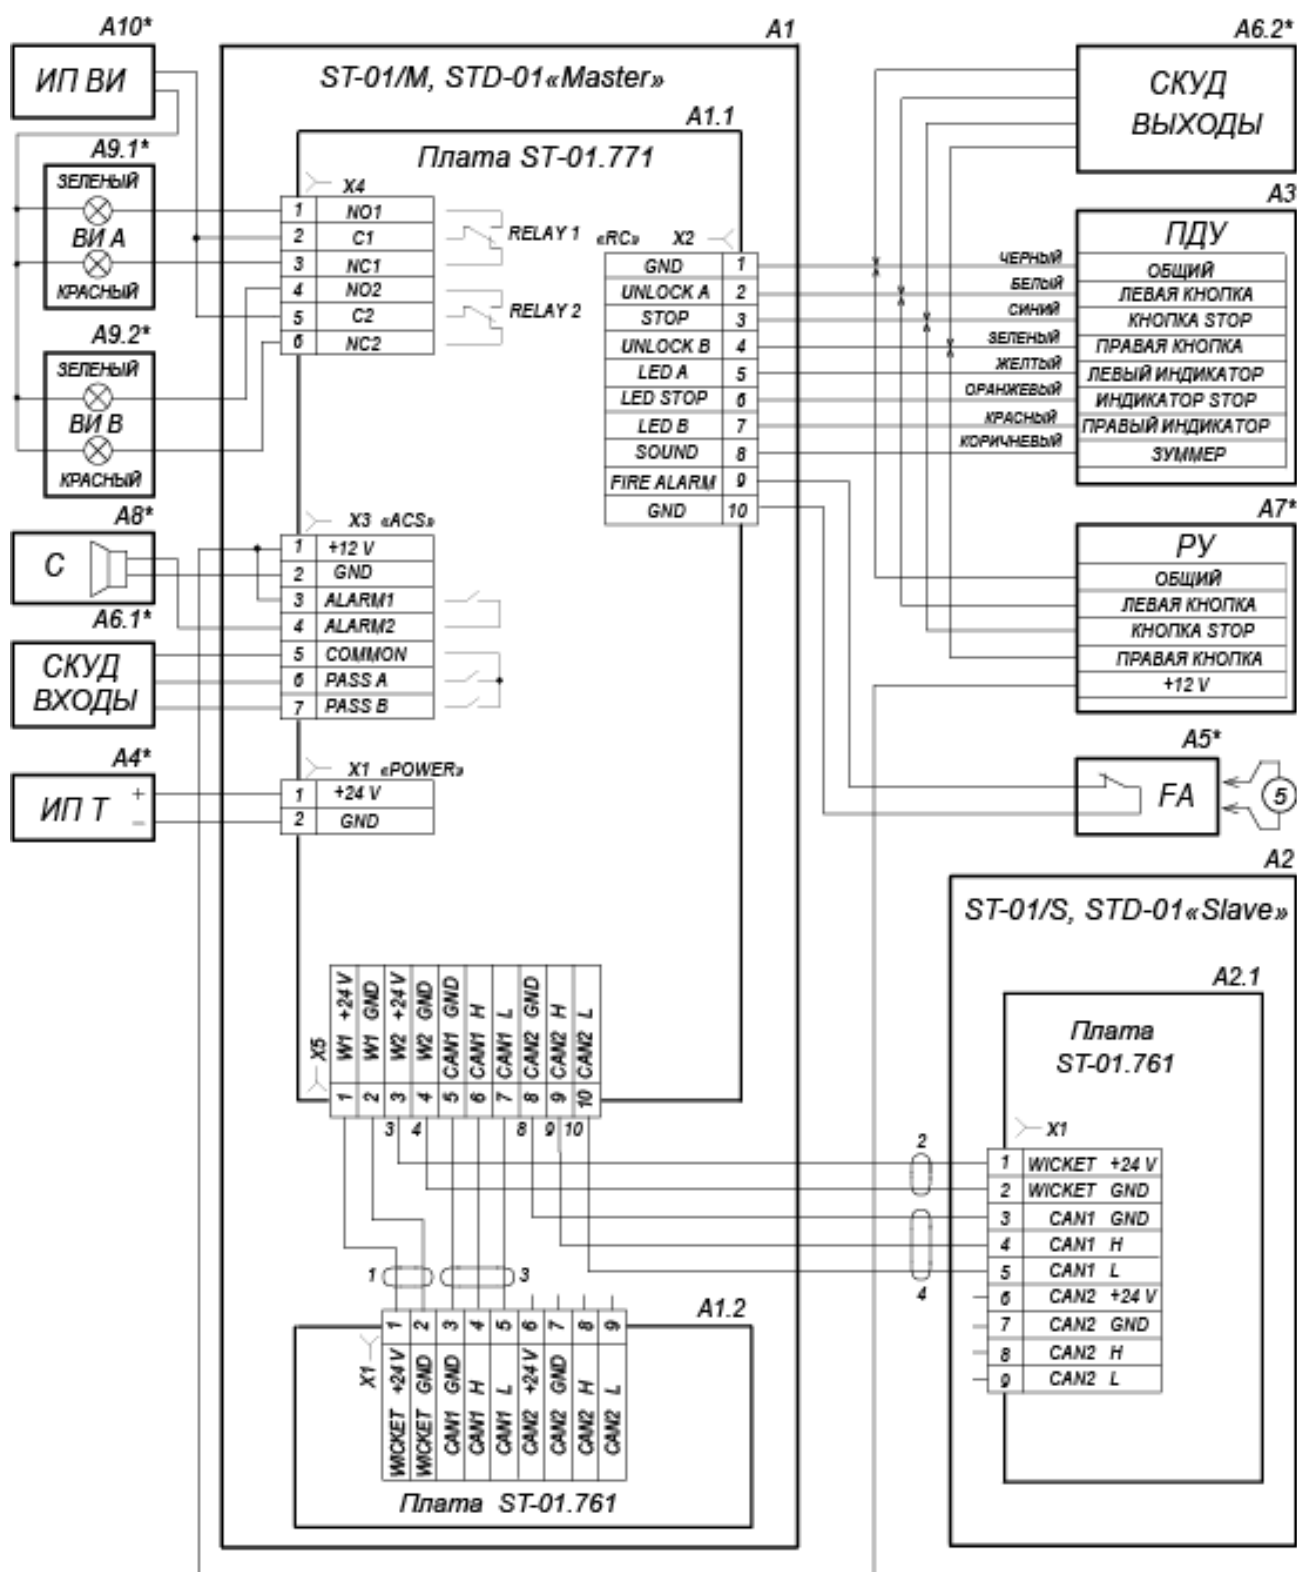 A10*
ИП ВИ
A9.1*
ЗЕЛЕНЫЙ
ВИ А
КРАСНЫЙ
A9.2*
ЗЕЛЕНЫЙ
ВИ В
КРАСНЫЙ
A8*
С
A6.1*
СКУД
ВХОДЫ
A4*
ИП Т + −
A1
ST-01/M, STD-01«Master»
A1.1
Плата ST-01.771
X4
1 NO1
2 C1
3 NC1
4 NO2
5 C2
6 NC2
RELAY 1
RELAY 2
X3 «ACS»
1 +12 V
2 GND
3 ALARM1
4 ALARM2
5 COMMON
6 PASS A
7 PASS B
X1 «POWER»
1 +24 V
2 GND
«RC» X2
GND 1
UNLOCK A 2
STOP 3
UNLOCK B 4
LED A 5
LED STOP 6
LED B 7
SOUND 8
FIRE ALARM 9
GND 10
ЧЕРНЫЙ
БЕЛЫЙ
СИНИЙ
ЗЕЛЕНЫЙ
ЖЕЛТЫЙ
ОРАНЖЕВЫЙ
КРАСНЫЙ
КОРИЧНЕВЫЙ
A6.2*
СКУД
ВЫХОДЫ
A3
ПДУ
ОБЩИЙ
ЛЕВАЯ КНОПКА
КНОПКА STOP
ПРАВАЯ КНОПКА
ЛЕВЫЙ ИНДИКАТОР
ИНДИКАТОР STOP
ПРАВЫЙ ИНДИКАТОР
ЗУММЕР
A7*
РУ
ОБЩИЙ
ЛЕВАЯ КНОПКА
КНОПКА STOP
ПРАВАЯ КНОПКА
+12 V
A5*
FA
5
X5
1 W1 +24 V
2 W1 GND
3 W2 +24 V
4 W2 GND
5 CAN1 GND
6 CAN1 H
7 CAN1 L
8 CAN2 GND
9 CAN2 H
10 CAN2 L
3 4 8 9 10
1 3
2
4
A1.2
X1
1 WICKET +24 V
2 WICKET GND
3 CAN1 GND
4 CAN1 H
5 CAN1 L
6 CAN2 +24 V
7 CAN2 GND
8 CAN2 H
9 CAN2 L
Плата ST-01.761
A2
ST-01/S, STD-01«Slave»
A2.1
Плата
ST-01.761
X1
1 WICKET +24 V
2 WICKET GND
3 CAN1 GND
4 CAN1 H
5 CAN1 L
6 CAN2 +24 V
7 CAN2 GND
8 CAN2 H
9 CAN2 L